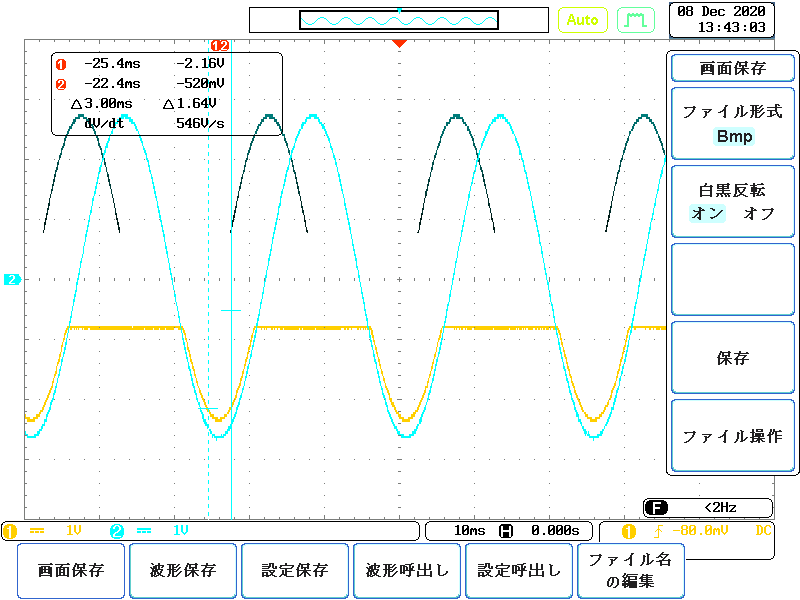 Auto
08 Dec 2020
13:43:03
12
1 -25.4ms -2.16V
2 -22.4ms -520mV
△3.00ms △1.64V
dV/dt 546V/s
画面保存
ファイル形式
Bmp
白黒反転
オン オフ
保存
ファイル操作
2
F <2Hz
1 1V 2 1V
10ms H 0.000s
1 -80.0mV DC
画面保存
波形保存
設定保存
波形呼出し
設定呼出し
ファイル名
の編集